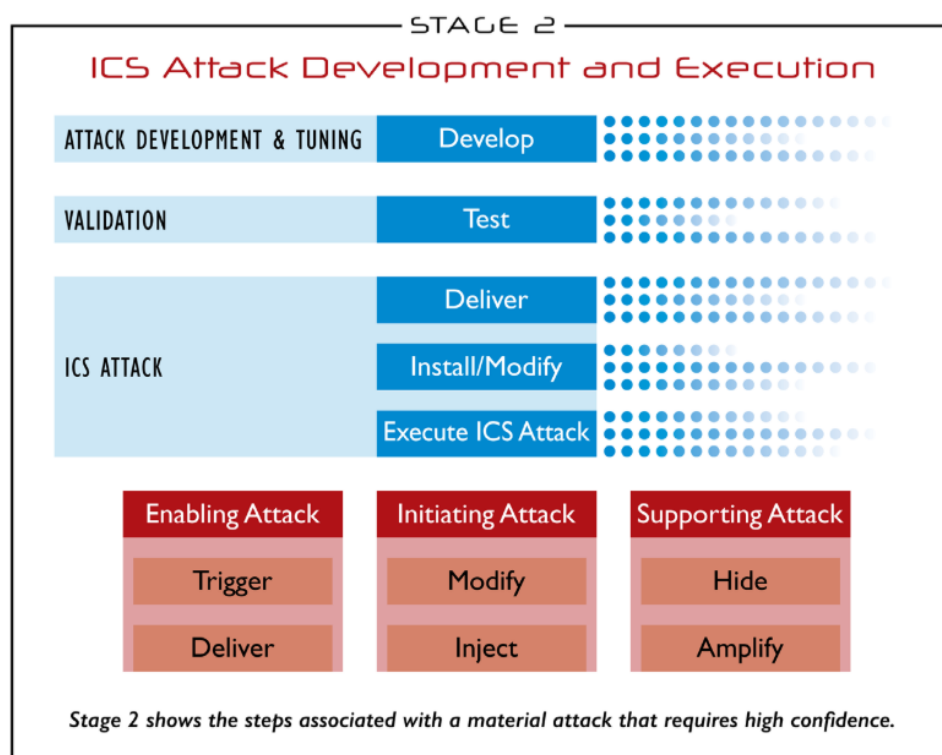 STAGE 2
ICS Attack Development and Execution
ATTACK DEVELOPMENT & TUNING
Develop
VALIDATION
Test
ICS ATTACK
Deliver
Install/Modify
Execute ICS Attack
Enabling Attack
Trigger
Deliver
Initiating Attack
Modify
Inject
Supporting Attack
Hide
Amplify
Stage 2 shows the steps associated with a material attack that requires high confidence.